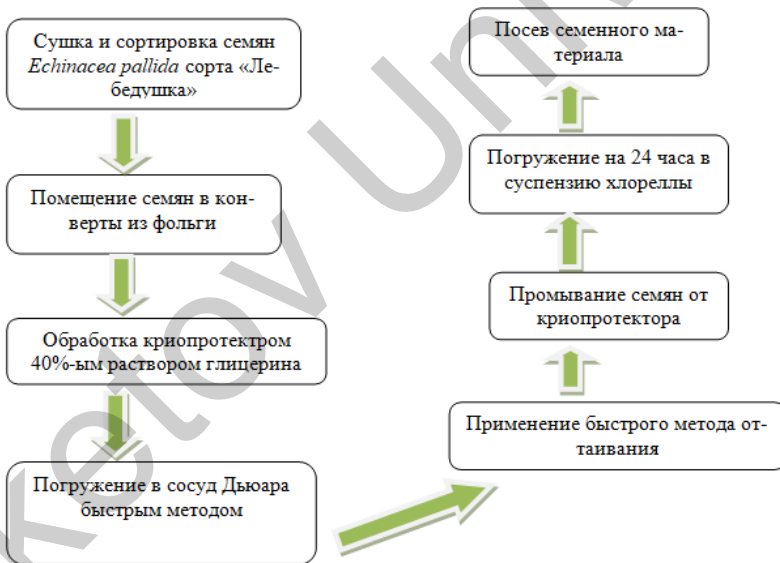 Сушка и сортировка семян
Echinacea pallida сорта «Ле-
бедушка»
Помещение семян в кон-
верты из фольги
Обработка криопротектром
40%-ым раствором глицерина
Погружение в сосуд Дьюара
быстрым методом
Применение быстрого метода от-
таивания
Промывание семян от
криопротектора
Погружение на 24 часа в
суспензию хлореллы
Посев семенного ма-
териала